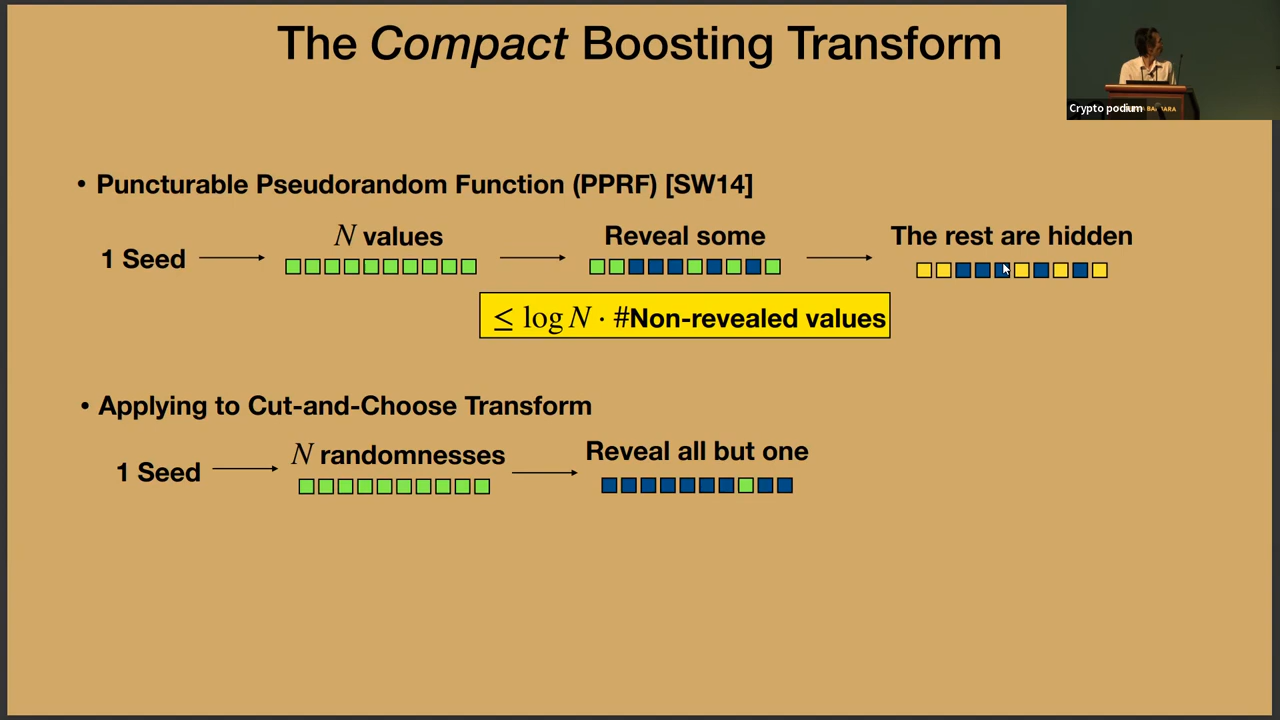 The Compact Boosting Transform
Crypto podium
• Puncturable Pseudorandom Function (PPRF) [SW14]
1 Seed
N values
Reveal some
The rest are hidden
≤ log N · #Non-revealed values
• Applying to Cut-and-Choose Transform
1 Seed
N randomnesses
Reveal all but one